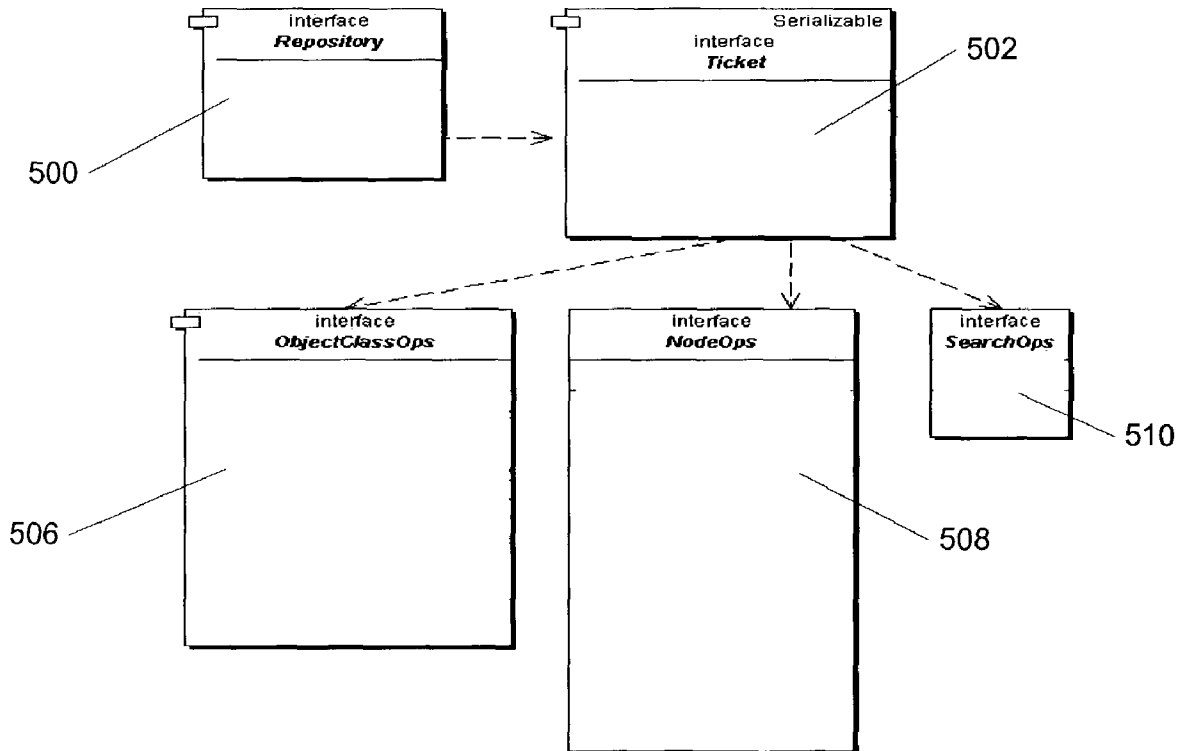 interface
Repository
Serializable
interface
Ticket
502
500
interface
ObjectClassOps
interface
NodeOps
interface
SearchOps
510
506
508